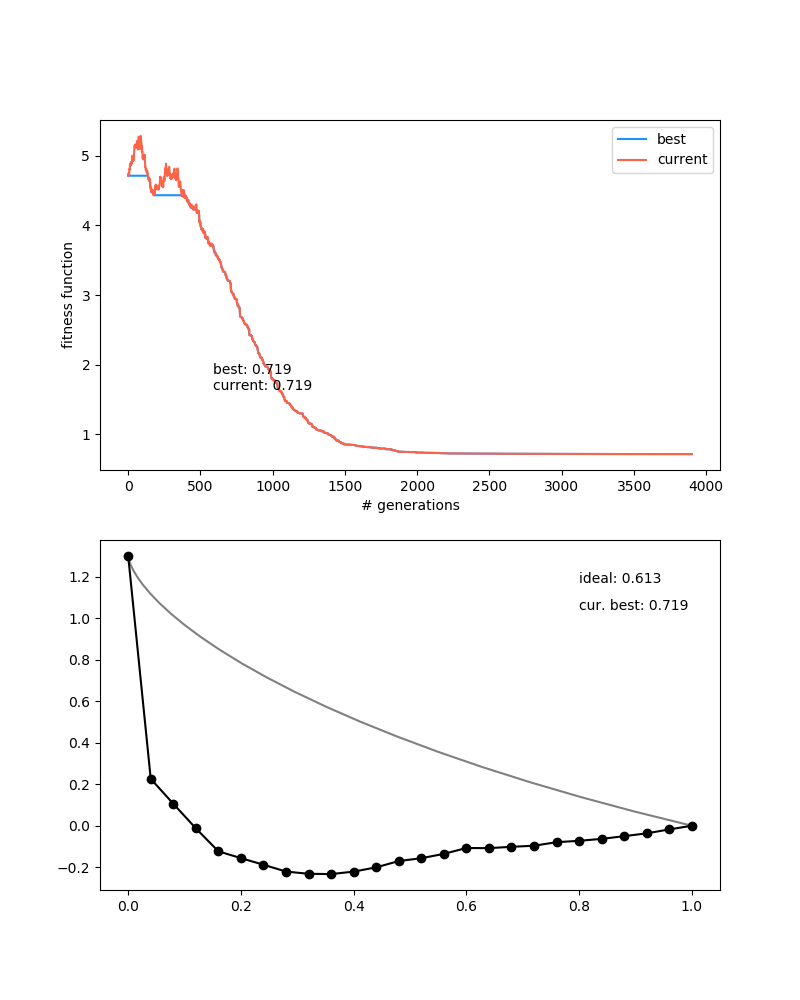 best
current
5
4
3
2
1
fitness function
best: 0.719
current: 0.719
0 500 1000 1500 2000 2500 3000 3500 4000
# generations
ideal: 0.613
cur. best: 0.719
1.2
1.0
0.8
0.6
0.4
0.2
0.0
−0.2
0.0 0.2 0.4 0.6 0.8 1.0